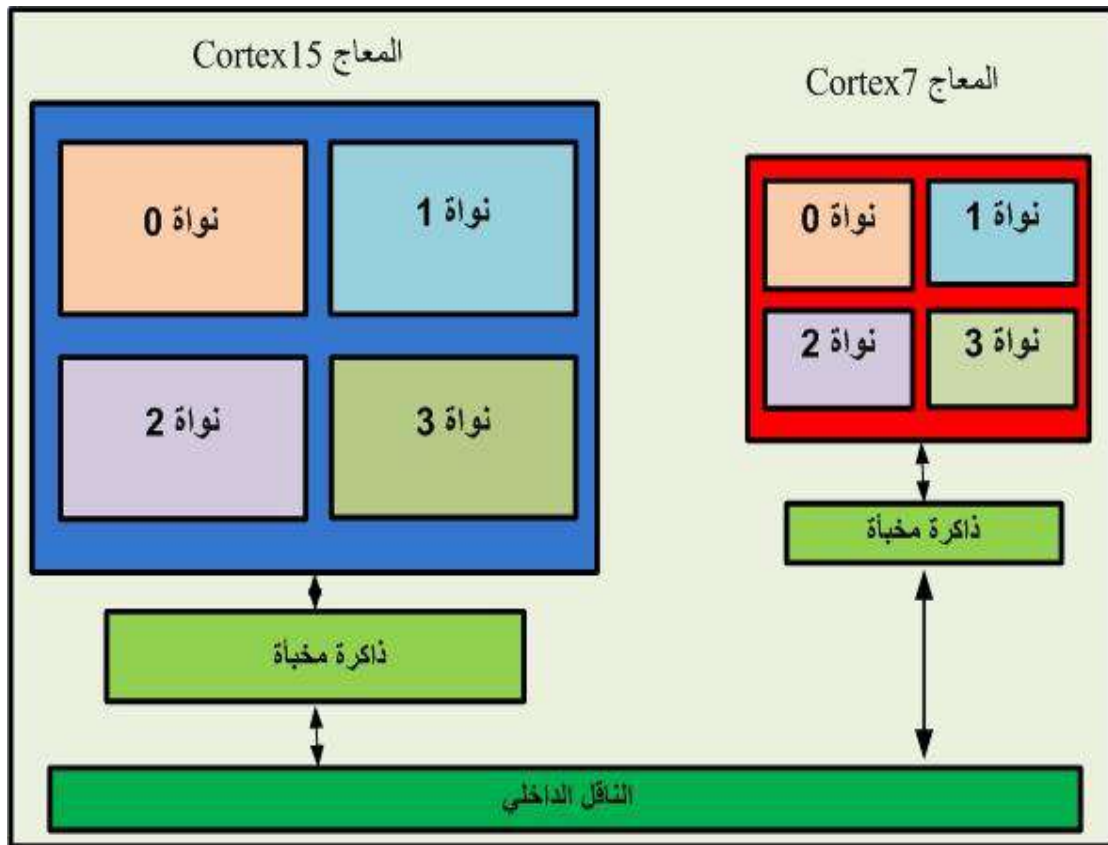 المعاج Cortex15
المعاج Cortex7
نواة 0
نواة 1
نواة 2
نواة 3
نواة 0
نواة 1
نواة 2
نواة 3
ذاكرة مخبأة
ذاكرة مخبأة
الناقل الداخلي